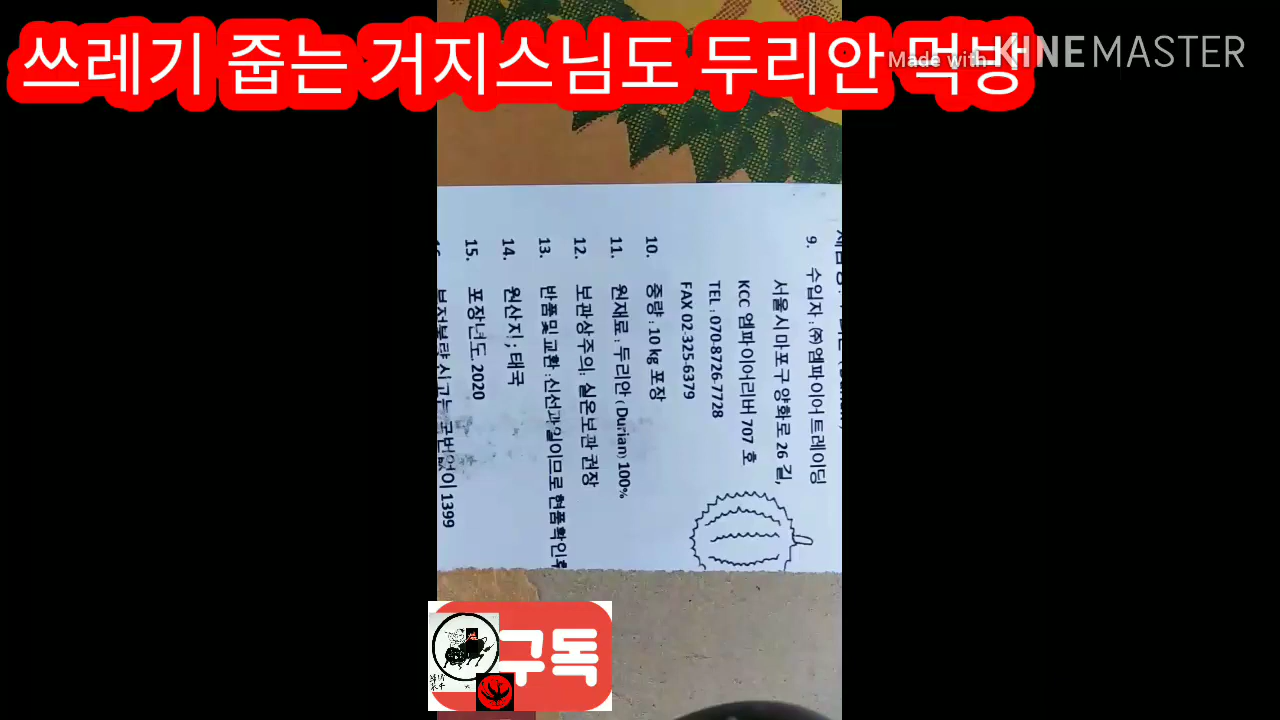 쓰레기 줍는 거지스님도 두리안 먹방
Made with KINEMASTER
9. 수입자 : ㈜ 엠파이어트레이딩
서울시 마포구 양화로 26 길,
KCC 엠파이어리버 707 호
TEL : 070-8726-7728
FAX 02-325-6379
10. 중량 : 10 kg 포장
11. 원재료 : 두리안 ( Durian) 100%
12. 보관상주의: 실온보관 권장
13. 반품및교환 :신선과일이므로 현품확인후
14. 원산지 ; 태국
15. 포장년도. 2020
1399
구독